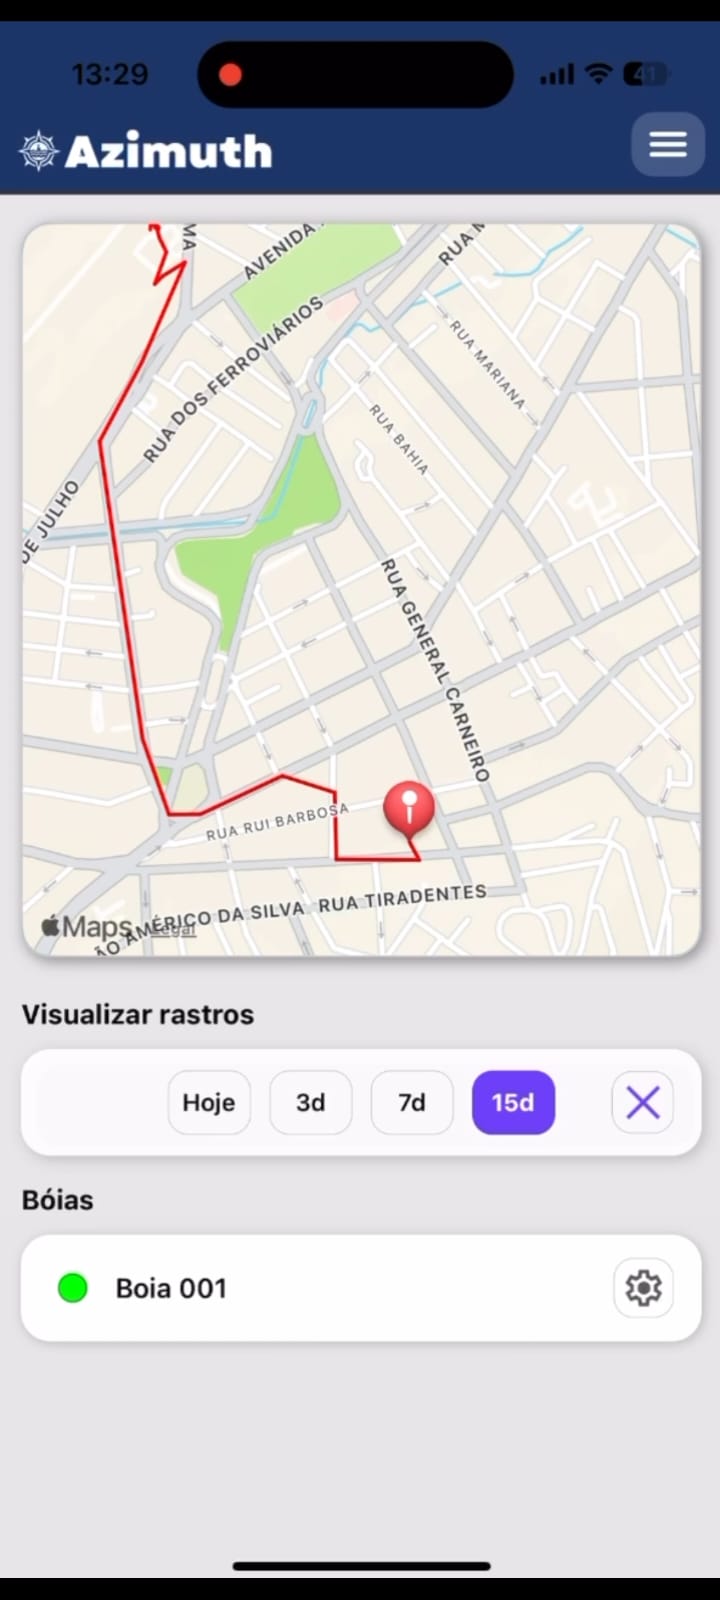 13:29
41
Azimuth
MA
AVENIDA
RUA M
RUA DOS FERROVIÁRIOS
RUA MARIANA
RUA BAHIA
DE JULHO
RUA GENERAL CARNEIRO
RUA RUI BARBOSA
ÃO AMÉRICO DA SILVA
RUA TIRADENTES
Maps
Legal
Visualizar rastros
Hoje
3d
7d
15d
Bóias
Boia 001